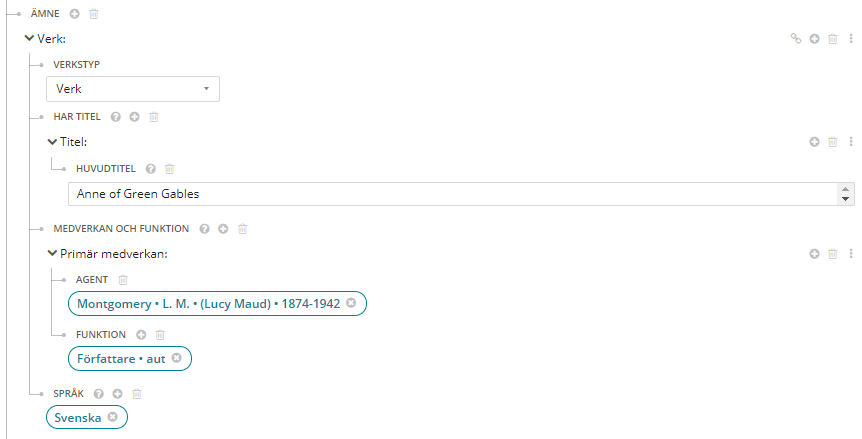 ÄMNE
Verk:
VERKSTYP
Verk
HAR TITEL ?
Titel:
HUVUDTITEL ?
Anne of Green Gables
MEDVERKAN OCH FUNKTION ?
Primär medverkan:
AGENT
Montgomery • L. M. • (Lucy Maud) • 1874-1942
FUNKTION
Författare • aut
SPRÅK ?
Svenska